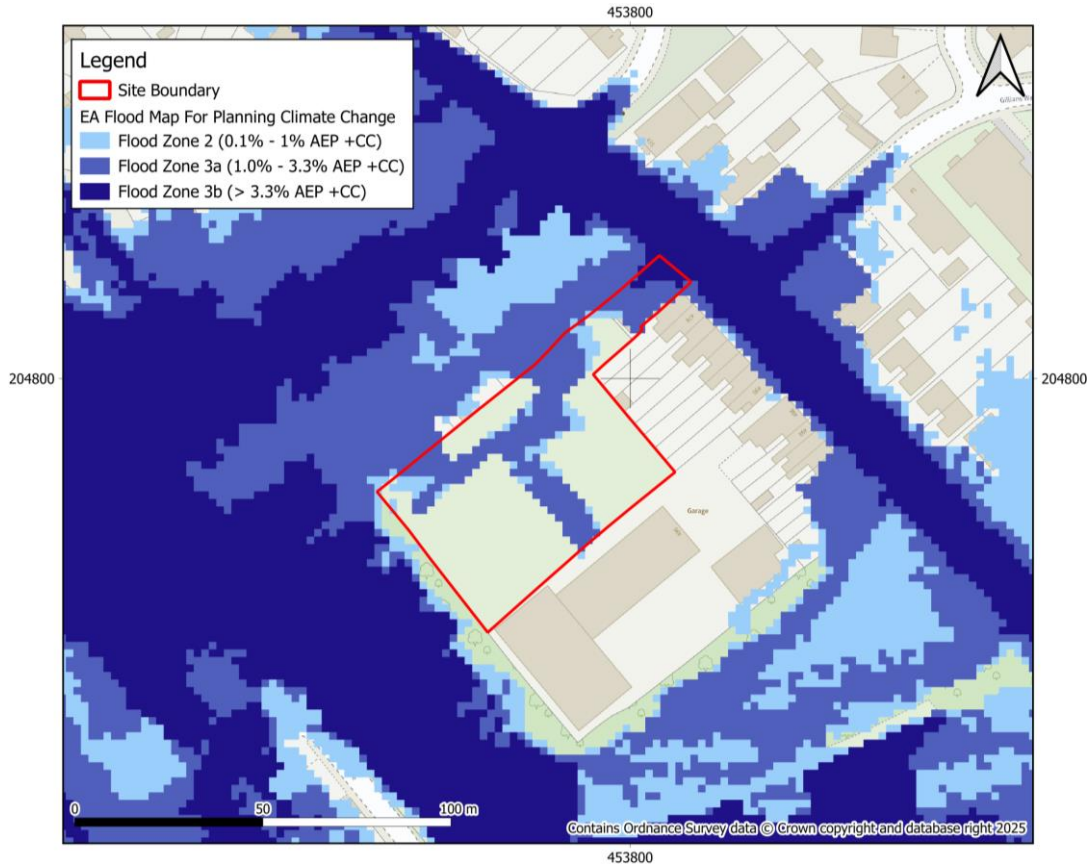 453800
Legend
Site Boundary
EA Flood Map For Planning Climate Change
Flood Zone 2 (0.1% - 1% AEP +CC)
Flood Zone 3a (1.0% - 3.3% AEP +CC)
Flood Zone 3b (> 3.3% AEP +CC)
204800
204800
Garage
0
50
100 m
Contains Ordnance Survey data © Crown copyright and database right 2025
453800